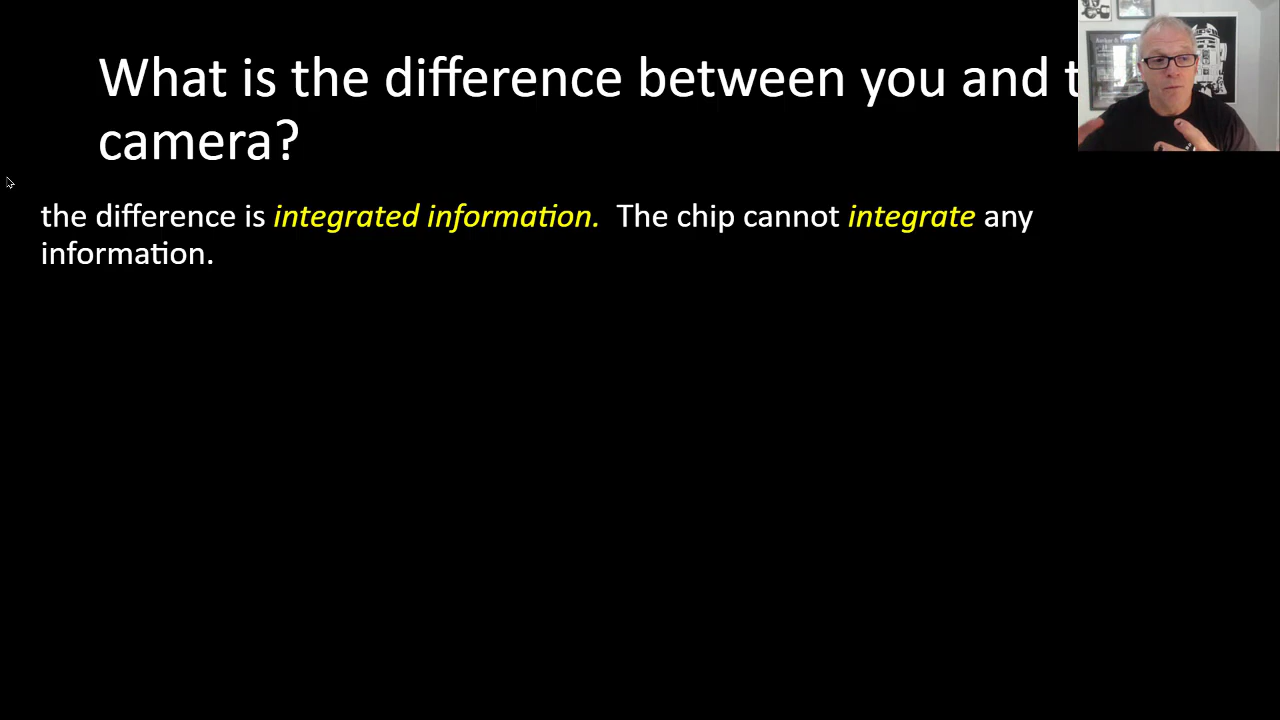 What is the difference between you and t
camera?
the difference is integrated information. The chip cannot integrate any
information.